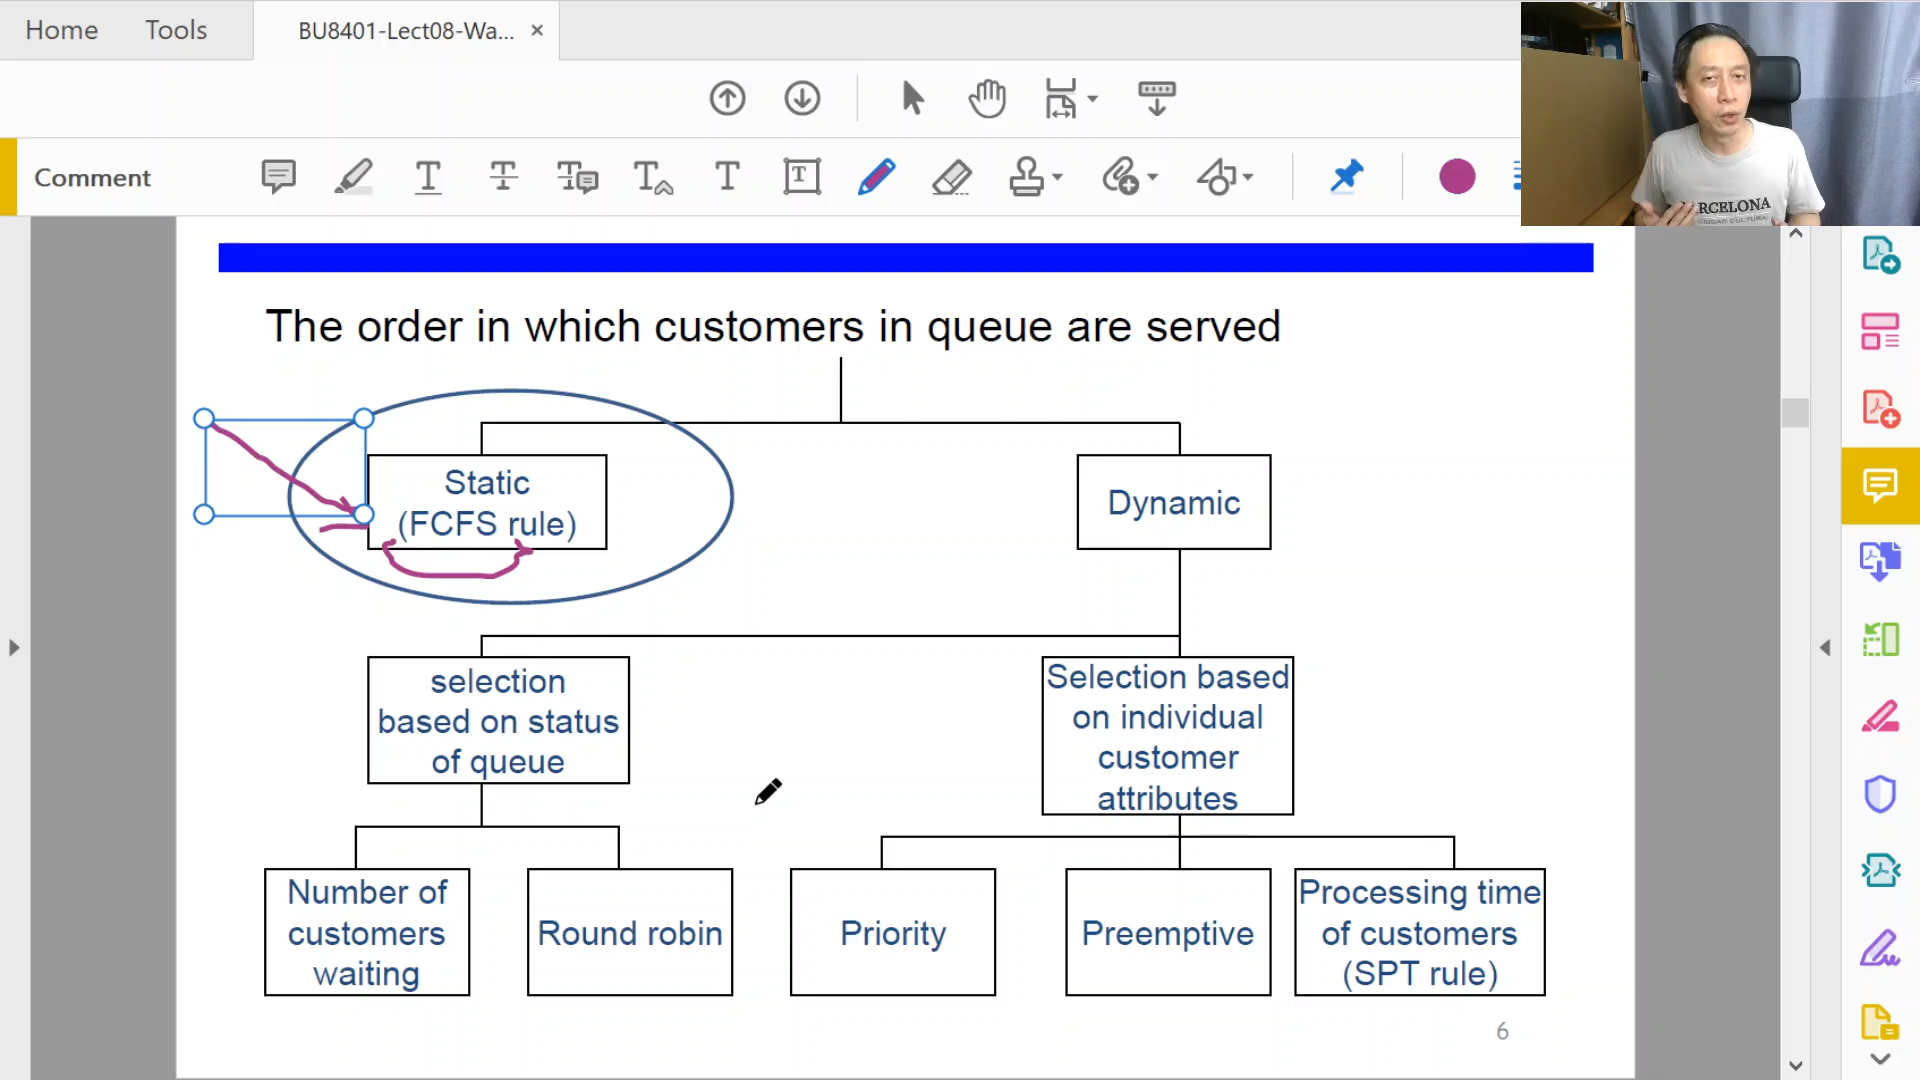 Home
Tools
BU8401-Lect08-Wa...
Comment
The order in which customers in queue are served
Static
(FCFS rule)
Dynamic
selection
based on status
of queue
Selection based
on individual
customer
attributes
Number of
customers
waiting
Round robin
Priority
Preemptive
Processing time
of customers
(SPT rule)
6
RCELONA
CIUDAD CULTURAL